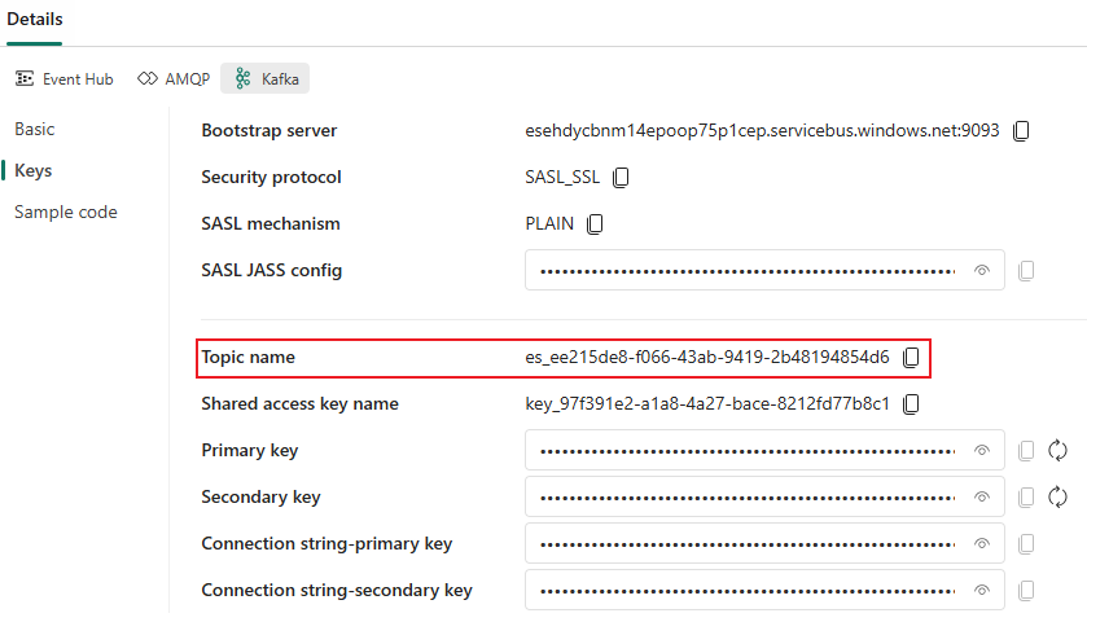 Details
Event Hub AMQP Kafka
Basic
Keys
Sample code
Bootstrap server esehdycbnm14epoop75p1cep.servicebus.windows.net:9093
Security protocol SASL_SSL
SASL mechanism PLAIN
SASL JASS config ••••••••••••••••••••••••••••••••••••••••••••••••••••••••••
Topic name es_ee215de8-f066-43ab-9419-2b48194854d6
Shared access key name key_97f391e2-a1a8-4a27-bace-8212fd77b8c1
Primary key ••••••••••••••••••••••••••••••••••••••••••••••••••••••••••
Secondary key ••••••••••••••••••••••••••••••••••••••••••••••••••••••••••
Connection string-primary key ••••••••••••••••••••••••••••••••••••••••••••••••••••••••••
Connection string-secondary key ••••••••••••••••••••••••••••••••••••••••••••••••••••••••••